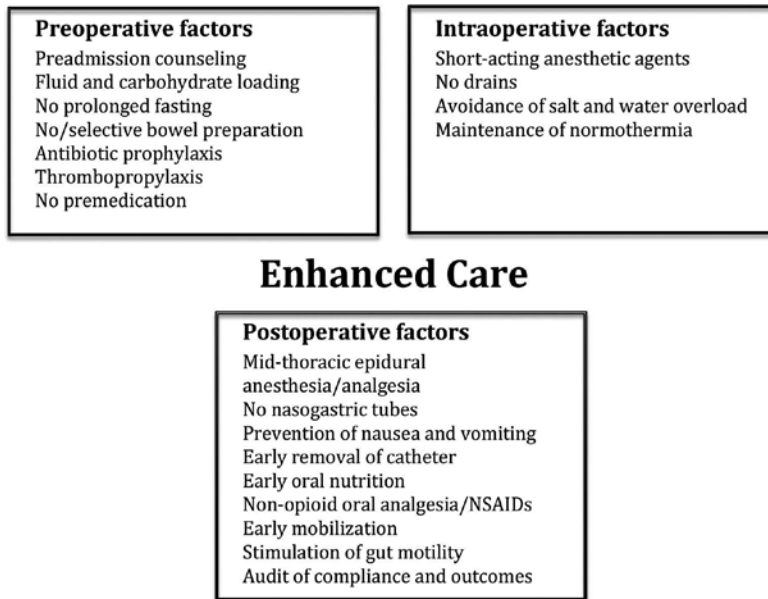 Preoperative factors
Preadmission counseling
Fluid and carbohydrate loading
No prolonged fasting
No/selective bowel preparation
Antibiotic prophylaxis
Thrombopropylaxis
No premedication
Intraoperative factors
Short-acting anesthetic agents
No drains
Avoidance of salt and water overload
Maintenance of normothermia
Enhanced Care
Postoperative factors
Mid-thoracic epidural
anesthesia/analgesia
No nasogastric tubes
Prevention of nausea and vomiting
Early removal of catheter
Early oral nutrition
Non-opioid oral analgesia/NSAIDs
Early mobilization
Stimulation of gut motility
Audit of compliance and outcomes